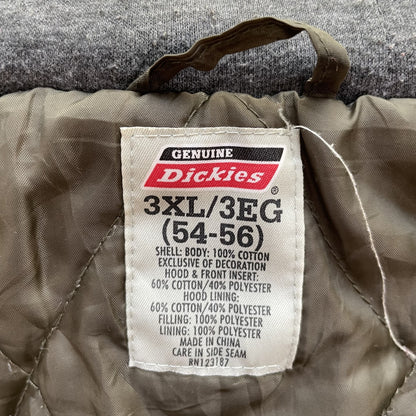 GENUINE
Dickies
3XL/3EG
(54-56)
SHELL: BODY: 100% COTTON
EXCLUSIVE OF DECORATION
HOOD & FRONT INSERT:
60% COTTON/40% POLYESTER
HOOD LINING:
60% COTTON/40% POLYESTER
FILLING: 100% POLYESTER
LINING: 100% POLYESTER
MADE IN CHINA
CARE IN SIDE SEAM
RN123187